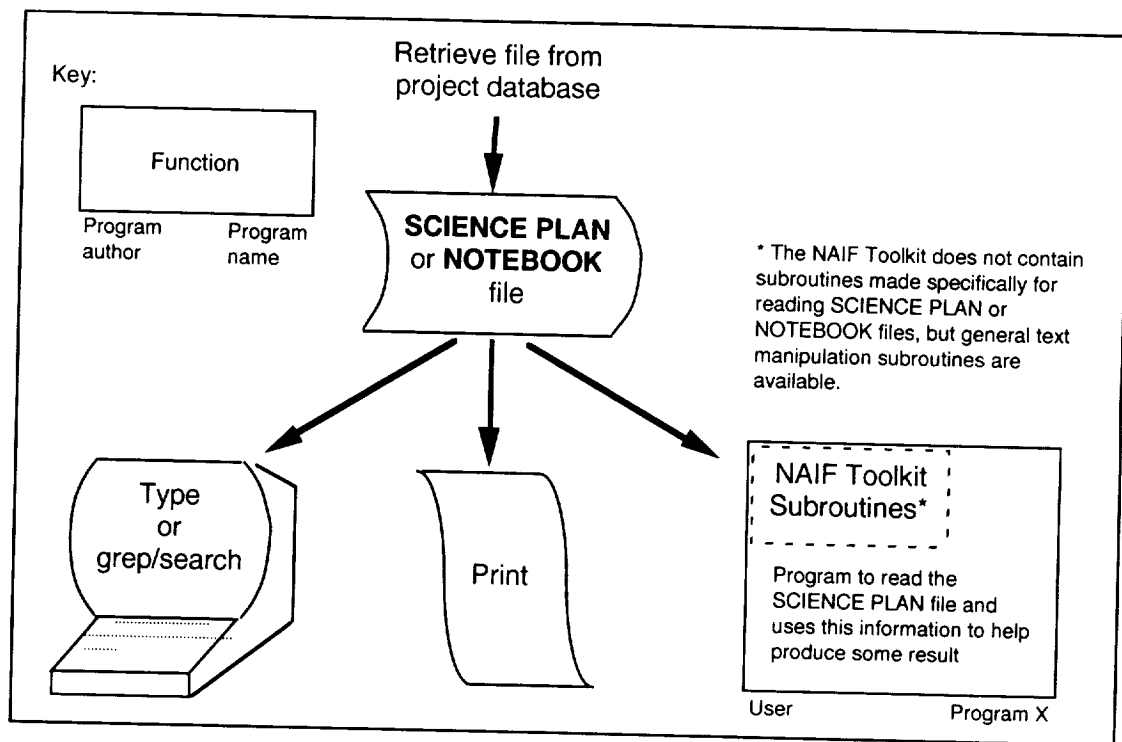 Key:
Function
Program author
Program name
Retrieve file from
project database
SCIENCE PLAN
or NOTEBOOK
file
* The NAIF Toolkit does not contain
subroutines made specifically for
reading SCIENCE PLAN or
NOTEBOOK files, but general text
manipulation subroutines are
available.
Type
or
grep/search
Print
NAIF Toolkit
Subroutines*
Program to read the
SCIENCE PLAN file and
uses this information to help
produce some result
User
Program X